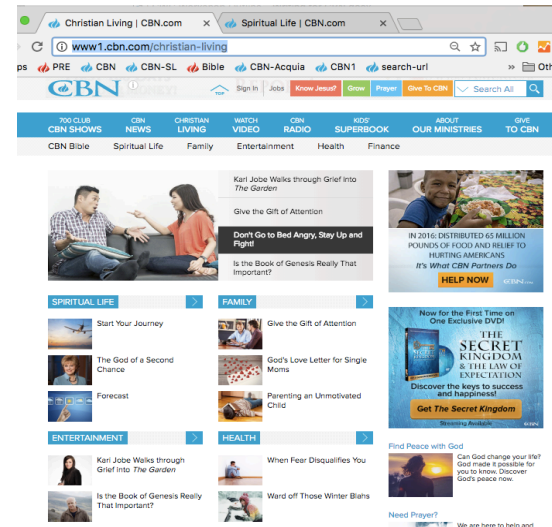 Christian Living | CBN.com
Spiritual Life | CBN.com
www1.cbn.com/christian-living
ps PRE CBN CBN-SL Bible CBN-Acquia CBN1 search-url » Oth
CBN
TOP
Sign In Jobs Know Jesus? Grow Prayer Give To CBN Search All
700 CLUB
CBN SHOWS
CBN
NEWS
CHRISTIAN
LIVING
WATCH
VIDEO
CBN
RADIO
KIDS'
SUPERBOOK
ABOUT
OUR MINISTRIES
GIVE
TO CBN
CBN Bible Spiritual Life Family Entertainment Health Finance
Kari Jobe Walks through Grief into
The Garden
Give the Gift of Attention
Don't Go to Bed Angry, Stay Up and
Fight!
Is the Book of Genesis Really That
Important?
IN 2016: DISTRIBUTED 65 MILLION
POUNDS OF FOOD AND RELIEF TO
HURTING AMERICANS
It's What CBN Partners Do
HELP NOW
SPIRITUAL LIFE
Start Your Journey
The God of a Second
Chance
Forecast
FAMILY
Give the Gift of Attention
God's Love Letter for Single
Moms
Parenting an Unmotivated
Child
Now for the First Time on
One Exclusive DVD!
THE
SECRET
KINGDOM
& THE LAW OF
EXPECTATION
Discover the keys to success
and happiness!
Get The Secret Kingdom
Streaming Available
ENTERTAINMENT
Kari Jobe Walks through
Grief into The Garden
Is the Book of Genesis Really
That Important?
HEALTH
When Fear Disqualifies You
Ward off Those Winter Blahs
Find Peace with God
Can God change your life?
God made it possible for
you to know. Discover
God's peace now.
Need Prayer?
We are here to help and